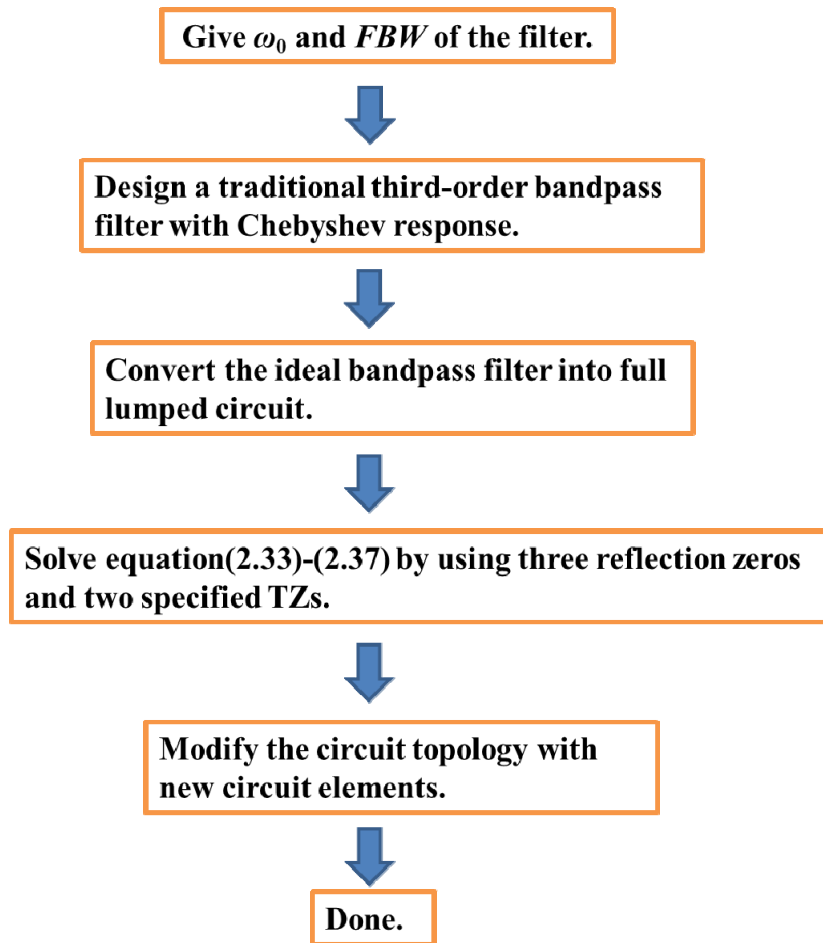 Give ω₀ and FBW of the filter.
Design a traditional third-order bandpass
filter with Chebyshev response.
Convert the ideal bandpass filter into full
lumped circuit.
Solve equation(2.33)-(2.37) by using three reflection zeros
and two specified TZs.
Modify the circuit topology with
new circuit elements.
Done.